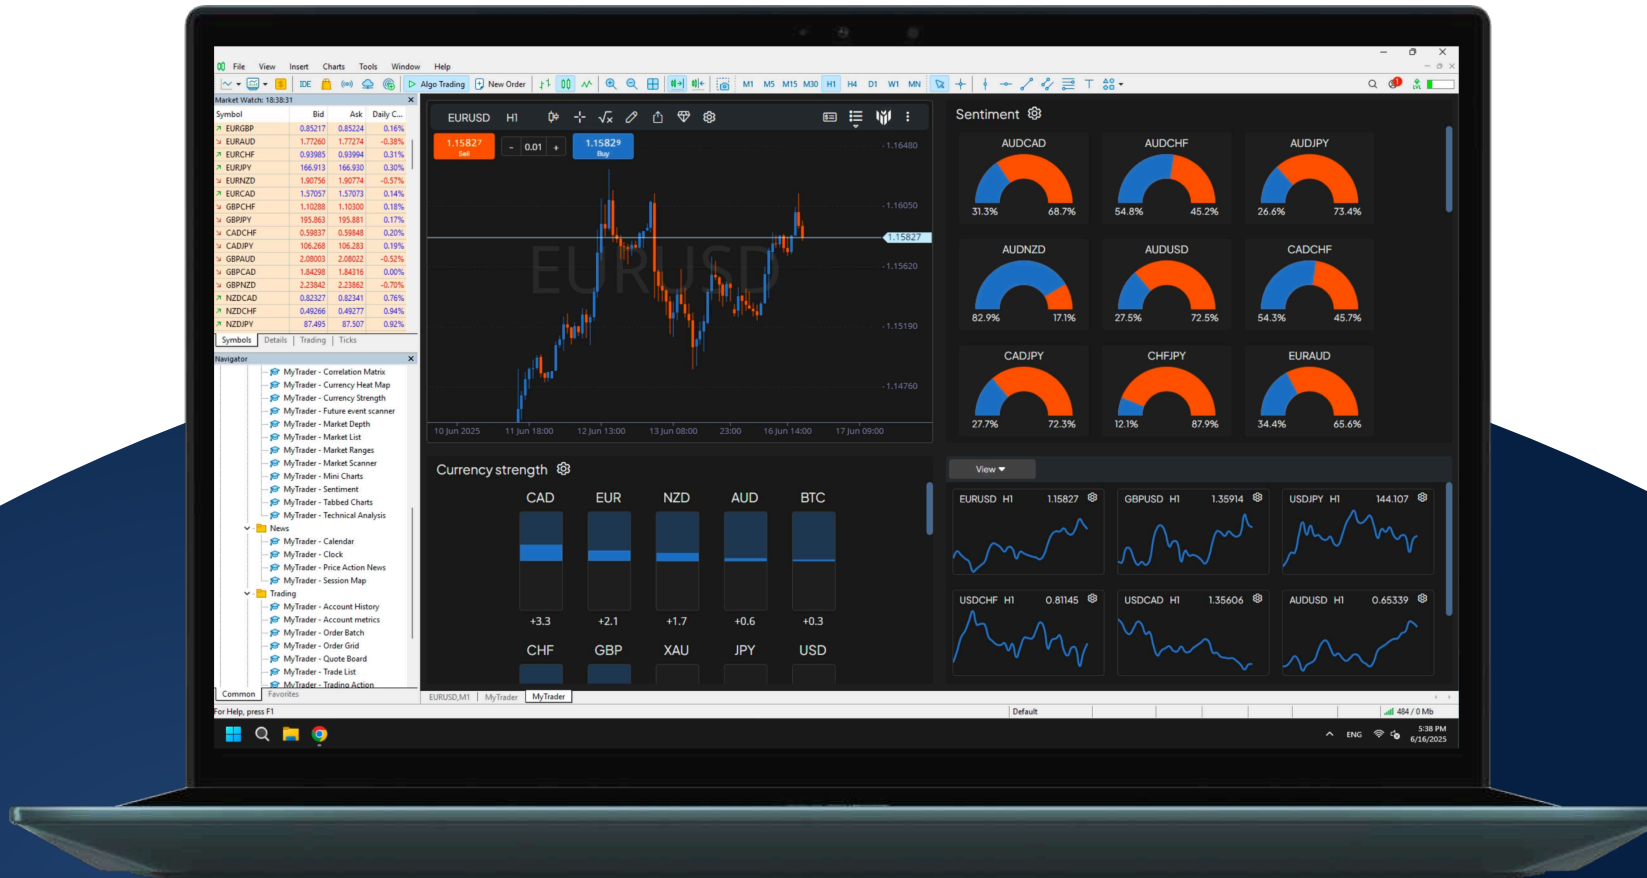 File View Insert Charts Tools Window Help
IDE Algo Trading New Order M1 M5 M15 M30 H1 H4 D1 W1 MN T
Market Watch: 18:38:31
Symbol Bid Ask Daily C...
EURGBP 0.85217 0.85224 0.16%
EURAUD 1.77260 1.77274 -0.38%
EURCHF 0.93985 0.93994 0.31%
EURJPY 166.913 166.930 0.30%
EURNZD 1.90756 1.90774 -0.57%
EURCAD 1.57057 1.57073 0.14%
GBPCHF 1.10288 1.10300 0.18%
GBPJPY 195.863 195.881 0.17%
CADCHF 0.59837 0.59848 0.20%
CADJPY 106.268 106.283 0.19%
GBPAUD 2.08003 2.08022 -0.52%
GBPCAD 1.84298 1.84316 0.00%
GBPNZD 2.23842 2.23862 -0.70%
NZDCAD 0.82327 0.82341 0.76%
NZDCHF 0.49266 0.49277 0.94%
NZDJPY 87.495 87.507 0.92%
Symbols Details Trading Ticks
Navigator
MyTrader - Correlation Matrix
MyTrader - Currency Heat Map
MyTrader - Currency Strength
MyTrader - Future event scanner
MyTrader - Market Depth
MyTrader - Market List
MyTrader - Market Ranges
MyTrader - Market Scanner
MyTrader - Mini Charts
MyTrader - Sentiment
MyTrader - Tabbed Charts
MyTrader - Technical Analysis
News
MyTrader - Calendar
MyTrader - Clock
MyTrader - Price Action News
MyTrader - Session Map
Trading
MyTrader - Account History
MyTrader - Account metrics
MyTrader - Order Batch
MyTrader - Order Grid
MyTrader - Quote Board
MyTrader - Trade List
MyTrader - Trading Action
Common Favorites
EURUSD H1
1.15827 Sell - 0.01 + 1.15829 Buy
EURUSD
1.16480
1.16050
1.15827
1.15620
1.15190
1.14760
10 Jun 2025 11 Jun 18:00 12 Jun 13:00 13 Jun 08:00 23:00 16 Jun 14:00 17 Jun 09:00
Sentiment
AUDCAD AUDCHF AUDJPY
31.3% 68.7% 54.8% 45.2% 26.6% 73.4%
AUDNZD AUDUSD CADCHF
82.9% 17.1% 27.5% 72.5% 54.3% 45.7%
CADJPY CHFJPY EURAUD
27.7% 72.3% 12.1% 87.9% 34.4% 65.6%
Currency strength
CAD EUR NZD AUD BTC
+3.3 +2.1 +1.7 +0.6 +0.3
CHF GBP XAU JPY USD
View
EURUSD H1 1.15827 GBPUSD H1 1.35914 USDJPY H1 144.107
USDCHF H1 0.81145 USDCAD H1 1.35606 AUDUSD H1 0.65339
EURUSD,M1 MyTrader MyTrader
For Help, press F1 Default 484 / 0 Mb
ENG 5:38 PM
6/16/2025